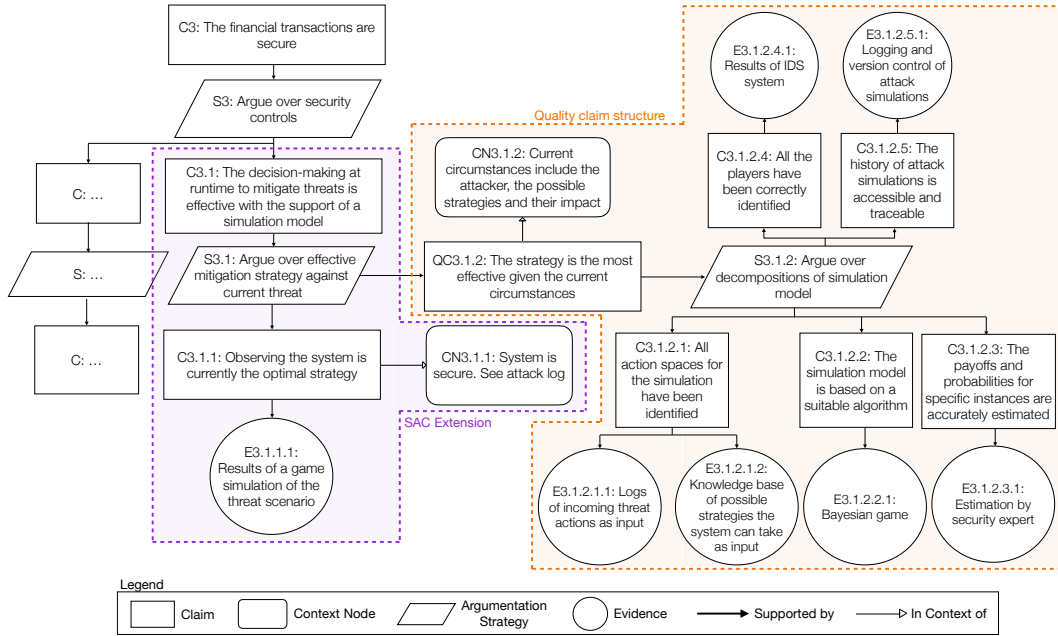 C3: The financial transactions are
secure
S3: Argue over security
controls
C: ...
S: ...
C: ...
C3.1: The decision-making at
runtime to mitigate threats is
effective with the support of a
simulation model
S3.1: Argue over effective
mitigation strategy against
current threat
C3.1.1: Observing the system is
currently the optimal strategy
E3.1.1.1:
Results of a game
simulation of the
threat scenario
CN3.1.1: System is
secure. See attack log
SAC Extension
Quality claim structure
CN3.1.2: Current
circumstances include the
attacker, the possible
strategies and their impact
QC3.1.2: The strategy is the most
effective given the current
circumstances
E3.1.2.4.1:
Results of IDS
system
E3.1.2.5.1:
Logging and
version control of
attack
simulations
C3.1.2.4: All the
players have
been correctly
identified
C3.1.2.5: The
history of attack
simulations is
accessible and
traceable
S3.1.2: Argue over
decompositions of simulation
model
C3.1.2.1: All
action spaces for
the simulation
have been
identified
C3.1.2.2: The
simulation model
is based on a
suitable algorithm
C3.1.2.3: The
payoffs and
probabilities for
specific instances are
accurately estimated
E3.1.2.1.1: Logs
of incoming threat
actions as input
E3.1.2.1.2:
Knowledge base
of possible
strategies the
system can take
as input
E3.1.2.2.1:
Bayesian game
E3.1.2.3.1:
Estimation by
security expert
Legend
Claim
Context Node
Argumentation
Strategy
Evidence
Supported by
In Context of